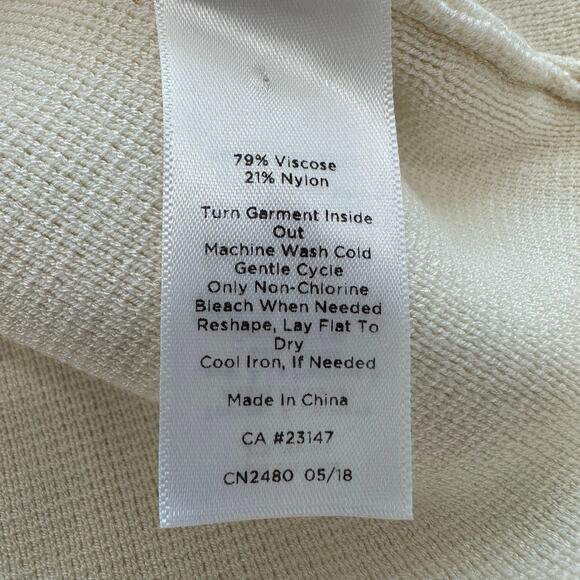 79% Viscose
21% Nylon
Turn Garment Inside
Out
Machine Wash Cold
Gentle Cycle
Only Non-Chlorine
Bleach When Needed
Reshape, Lay Flat To
Dry
Cool Iron, If Needed
Made In China
CA #23147
CN2480 05/18